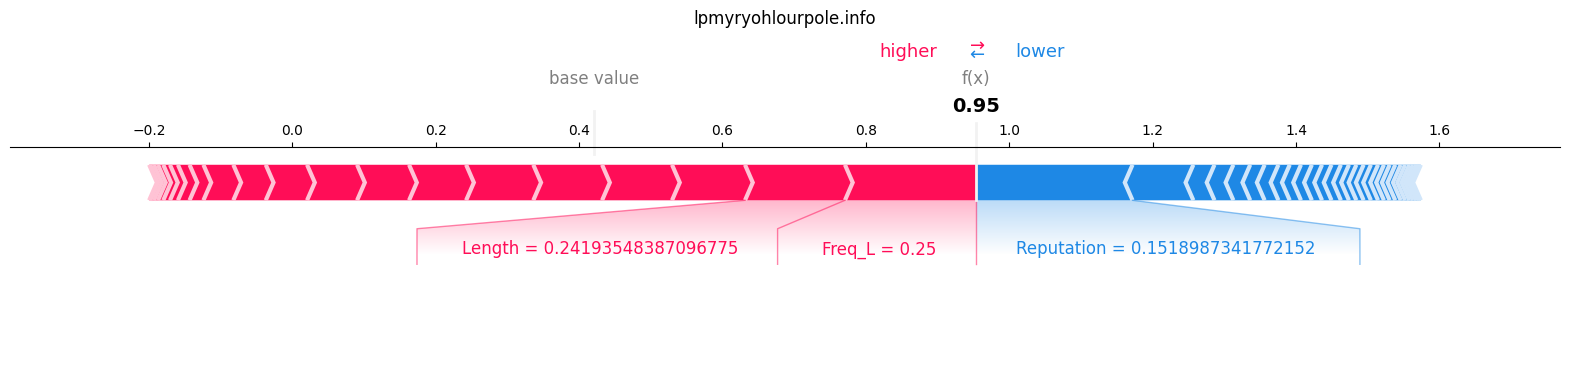 lpmyryohlourpole.info
higher → ← lower
base value f(x)
0.95
−0.2 0.0 0.2 0.4 0.6 0.8 1.0 1.2 1.4 1.6
Length = 0.24193548387096775 Freq_L = 0.25 Reputation = 0.1518987341772152